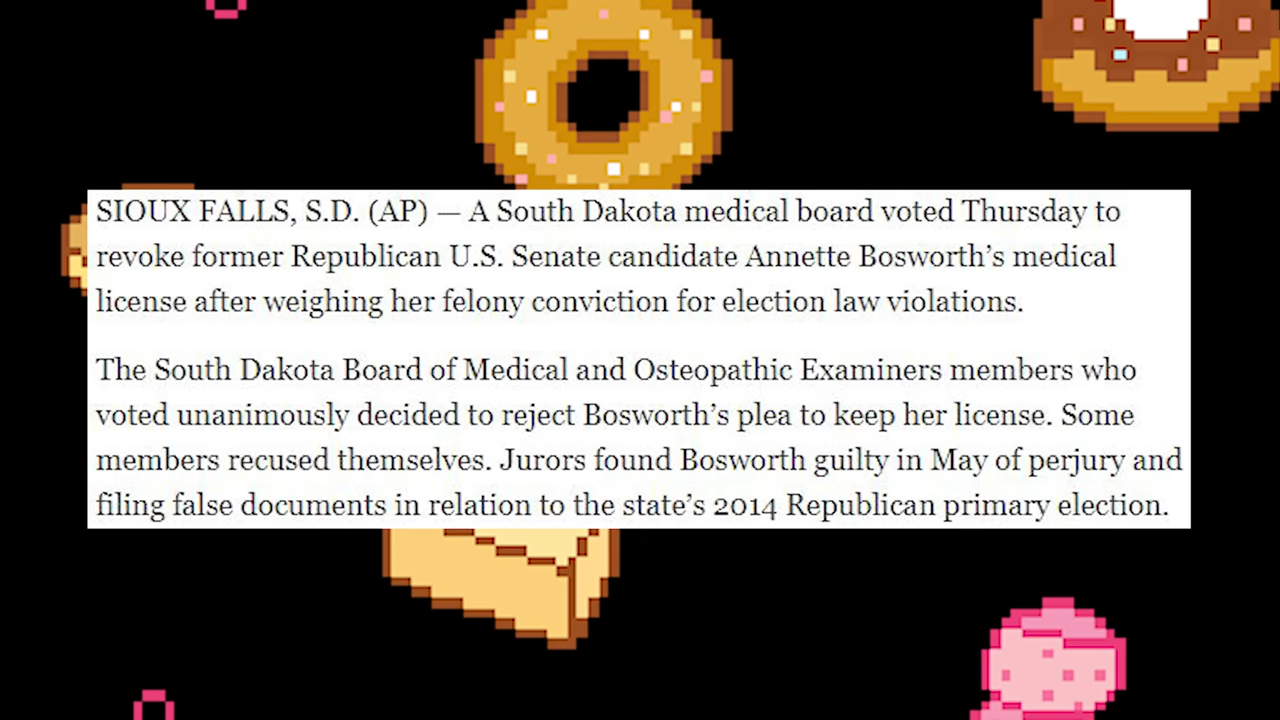 SIOUX FALLS, S.D. (AP) — A South Dakota medical board voted Thursday to
revoke former Republican U.S. Senate candidate Annette Bosworth’s medical
license after weighing her felony conviction for election law violations.
The South Dakota Board of Medical and Osteopathic Examiners members who
voted unanimously decided to reject Bosworth’s plea to keep her license. Some
members recused themselves. Jurors found Bosworth guilty in May of perjury and
filing false documents in relation to the state’s 2014 Republican primary election.